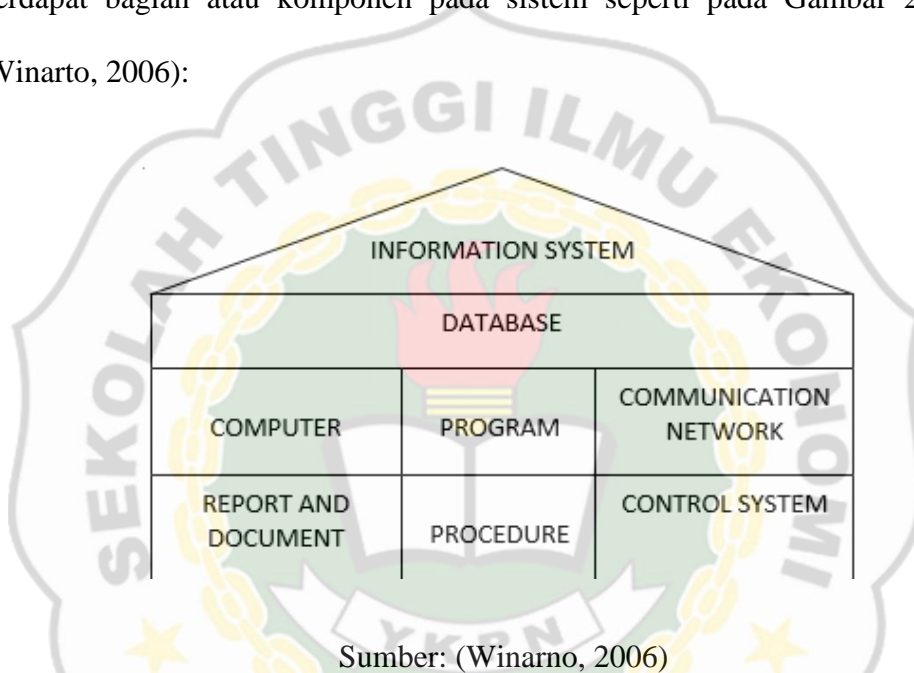 erdapat bagian atau komponen pada sistem seperti pada Gambar 2
Winarto, 2006):
SEKOLAH TINGGI ILMU EKONOMI
INFORMATION SYSTEM
DATABASE
COMPUTER
PROGRAM
COMMUNICATION
NETWORK
REPORT AND
DOCUMENT
PROCEDURE
CONTROL SYSTEM
YKPN
Sumber: (Winarno, 2006)